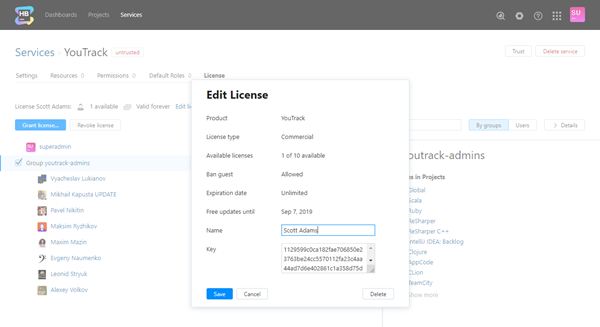 HB
Dashboards Projects Services
BU
Services › YouTrack untrusted Trust Delete service
Settings Resources 0 Permissions 0 Default Roles 0 License
License Scott Adams: 1 available Valid forever Edit li
Grant license... Revoke license By groups Users Details
superadmin
Group youtrack-admins
Vyacheslav Lukianov
Mikhail Kapusta UPDATE
Pavel Nikitin
Maksim Ryzhikov
Maxim Mazin
Evgeny Naumenko
Leonid Stryuk
Alexey Volkov
Edit License
Product YouTrack
License type Commercial
Available licenses 1 of 10 available
Ban guest Allowed
Expiration date Unlimited
Free updates until Sep 7, 2019
Name Scott Adams
Key 1129599c0ca182fae706850e2
3763be24cc5570112fa23c4aa
44ad7d6e402861c1a358d75d
Save Cancel Delete
outrack-admins
es in Projects
Global
Scala
Ruby
ReSharper
ReSharper C++
IntelliJ IDEA: Backlog
Clojure
AppCode
CLion
TeamCity
Show more